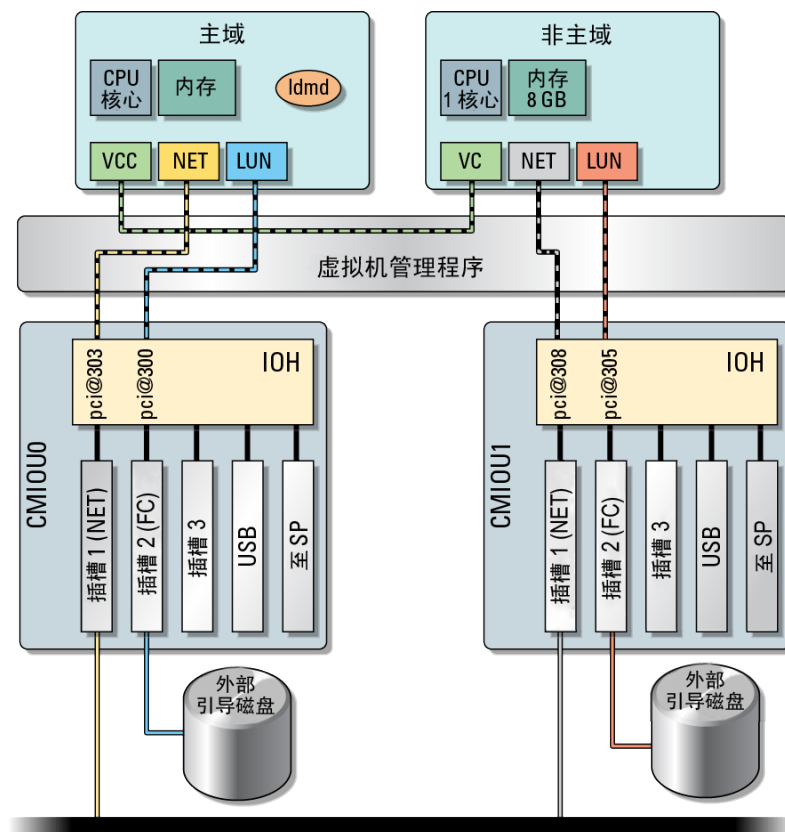 主域
CPU
核心
内存
ldmd
VCC
NET
LUN
非主域
CPU
1 核心
内存
8 GB
VC
NET
LUN
虚拟机管理程序
CMIOU0
pci@303
pci@300
IOH
插槽 1 (NET)
插槽 2 (FC)
插槽 3
USB
至 SP
外部
引导磁盘
CMIOU1
pci@308
pci@305
IOH
插槽 1 (NET)
插槽 2 (FC)
插槽 3
USB
至 SP
外部
引导磁盘